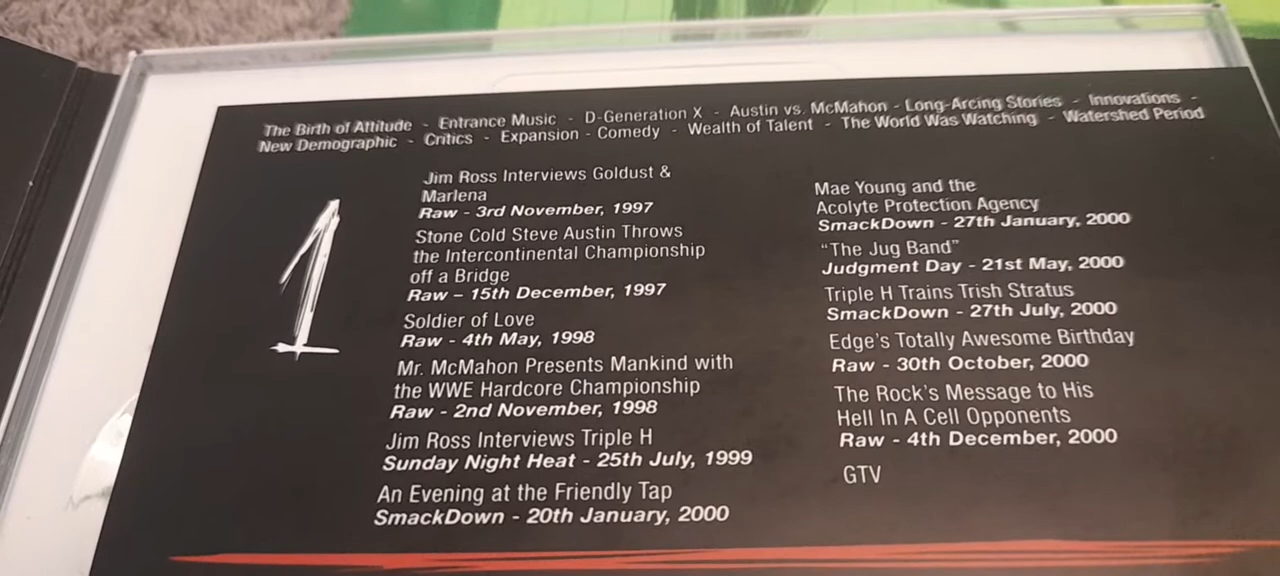 The Birth of Attitude - Entrance Music - D-Generation X - Austin vs. McMahon - Long-Arcing Stories - Innovations -
New Demographic - Critics - Expansion - Comedy - Wealth of Talent - The World Was Watching - Watershed Period
1
Jim Ross Interviews Goldust &
Marlena
Raw - 3rd November, 1997
Stone Cold Steve Austin Throws
the Intercontinental Championship
off a Bridge
Raw – 15th December, 1997
Soldier of Love
Raw - 4th May, 1998
Mr. McMahon Presents Mankind with
the WWE Hardcore Championship
Raw - 2nd November, 1998
Jim Ross Interviews Triple H
Sunday Night Heat - 25th July, 1999
An Evening at the Friendly Tap
SmackDown - 20th January, 2000
Mae Young and the
Acolyte Protection Agency
SmackDown - 27th January, 2000
“The Jug Band”
Judgment Day - 21st May, 2000
Triple H Trains Trish Stratus
SmackDown - 27th July, 2000
Edge's Totally Awesome Birthday
Raw - 30th October, 2000
The Rock's Message to His
Hell In A Cell Opponents
Raw - 4th December, 2000
GTV